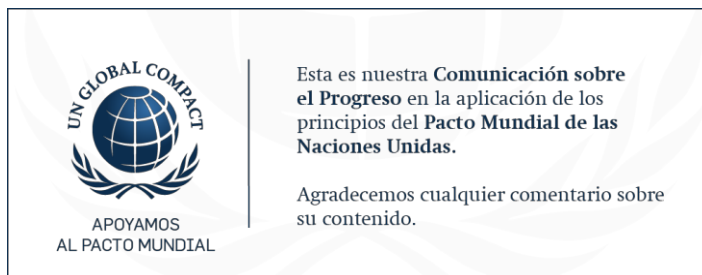 UN GLOBAL COMPACT
APOYAMOS
AL PACTO MUNDIAL
Esta es nuestra Comunicación sobre
el Progreso en la aplicación de los
principios del Pacto Mundial de las
Naciones Unidas.
Agradecemos cualquier comentario sobre
su contenido.